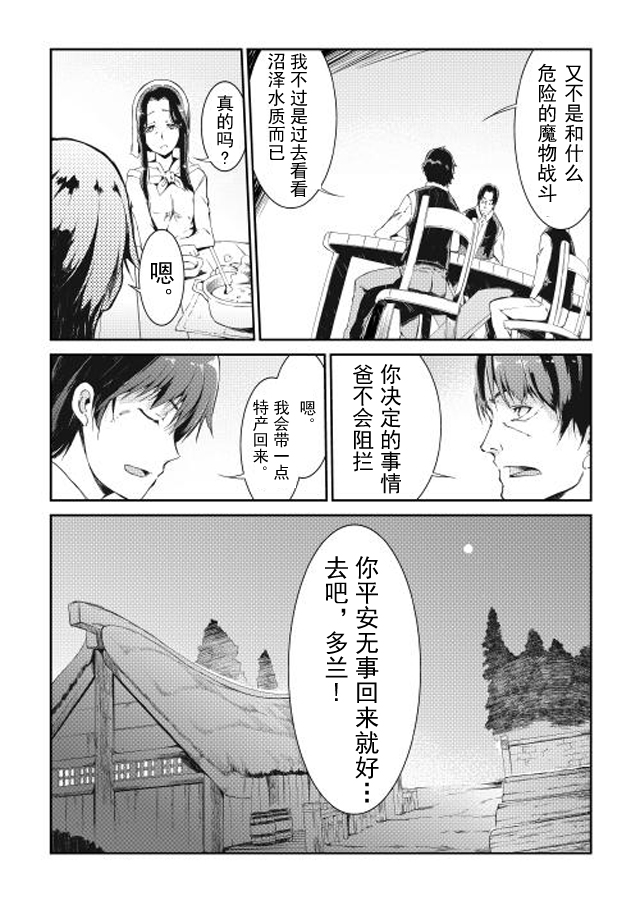 又不是和什么
危险的魔物战斗
我不过是过去看看
沼泽水质而已
真的吗？
嗯。
你决定的事情
爸不会阻拦
嗯。
我会带一点
特产回来。
你平安无事回来就好…
去吧，多兰！